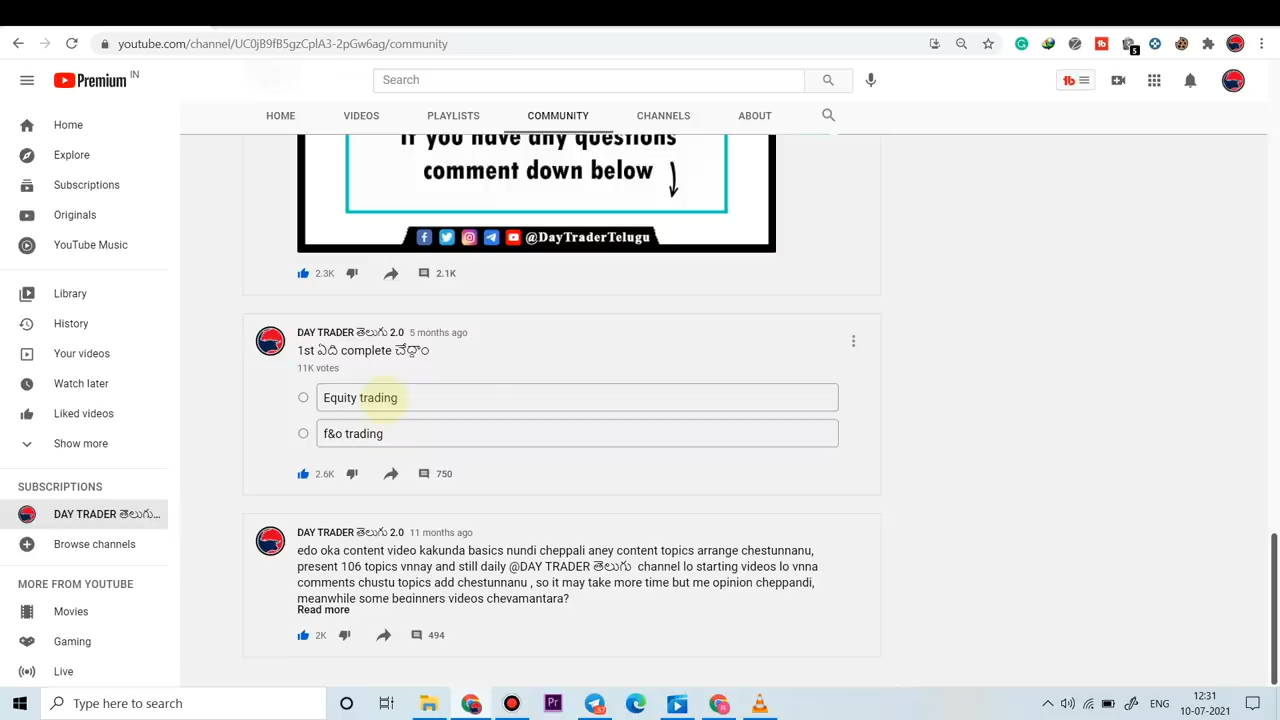 youtube.com/channel/UC0jB9fB5gzCplA3-2pGw6ag/community
5
Premium IN
Search
HOME VIDEOS PLAYLISTS COMMUNITY CHANNELS ABOUT
Home
Explore
Subscriptions
Originals
YouTube Music
Library
History
Your videos
Watch later
Liked videos
Show more
SUBSCRIPTIONS
DAY TRADER తెలుగు...
Browse channels
MORE FROM YOUTUBE
Movies
Gaming
Live
If you have any questions
comment down below
@DayTraderTelugu
2.3K 2.1K
DAY TRADER తెలుగు 2.0 5 months ago
1st ఏది complete చేద్దాం
11K votes
Equity trading
f&o trading
2.6K 750
DAY TRADER తెలుగు 2.0 11 months ago
edo oka content video kakunda basics nundi cheppali aney content topics arrange chestunnanu,
present 106 topics vnnay and still daily @DAY TRADER తెలుగు channel lo starting videos lo vnna
comments chustu topics add chestunnanu , so it may take more time but me opinion cheppandi,
meanwhile some beginners videos cheyamantara?
Read more
2K 494
Type here to search
ENG
12:31
10-07-2021